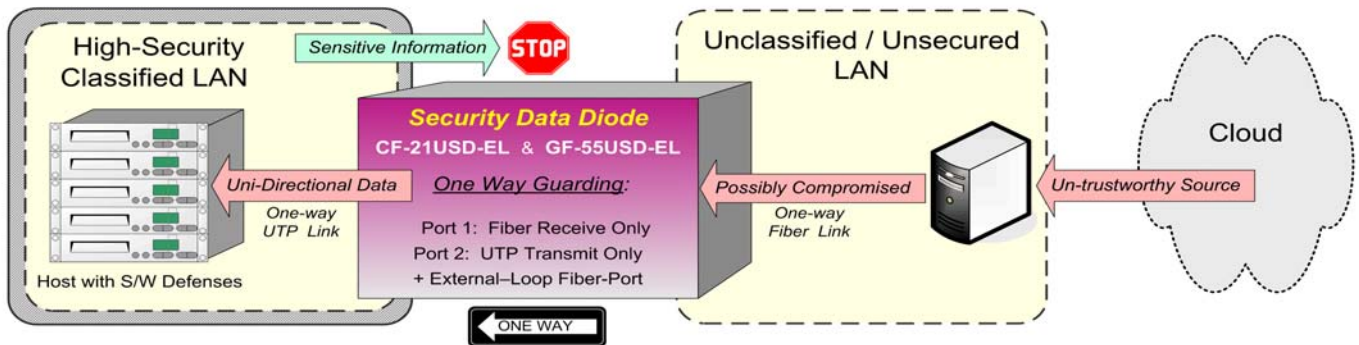 High-Security
Classified LAN
Sensitive Information
STOP
Unclassified / Unsecured
LAN
Security Data Diode
CF-21USD-EL & GF-55USD-EL
One Way Guarding:
Port 1: Fiber Receive Only
Port 2: UTP Transmit Only
+ External–Loop Fiber-Port
Uni-Directional Data
One-way
UTP Link
Host with S/W Defenses
Possibly Compromised
One-way
Fiber Link
Cloud
Un-trustworthy Source
ONE WAY